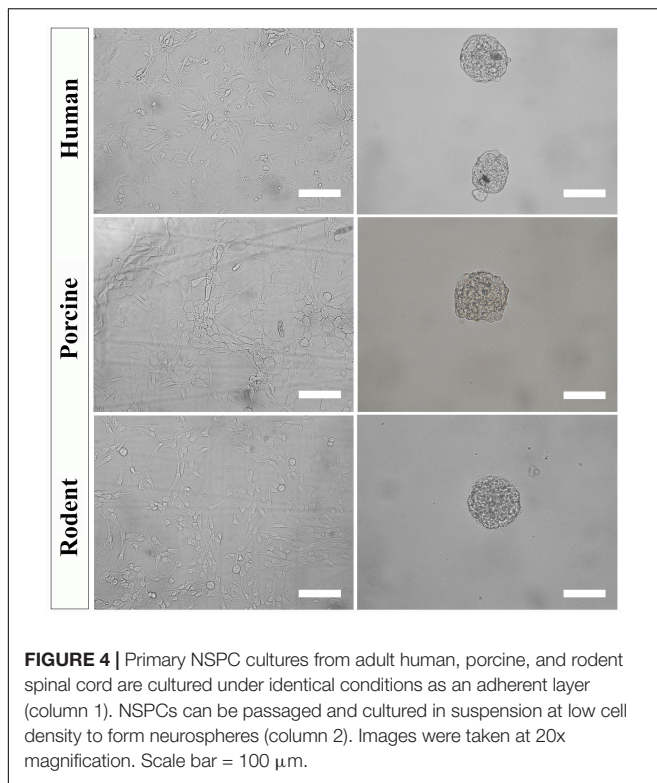 Human
Porcine
Rodent
FIGURE 4 | Primary NSPC cultures from adult human, porcine, and rodent
spinal cord are cultured under identical conditions as an adherent layer
(column 1). NSPCs can be passaged and cultured in suspension at low cell
density to form neurospheres (column 2). Images were taken at 20x
magnification. Scale bar = 100 μm.